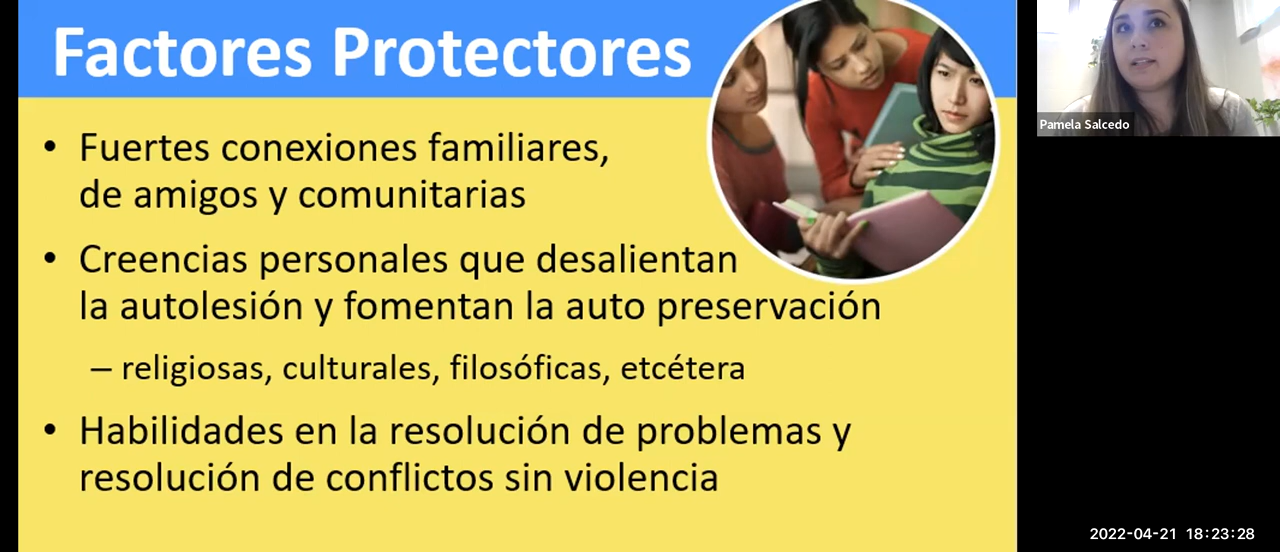 Factores Protectores
• Fuertes conexiones familiares,
de amigos y comunitarias
• Creencias personales que desalientan
la autolesión y fomentan la auto preservación
– religiosas, culturales, filosóficas, etcétera
• Habilidades en la resolución de problemas y
resolución de conflictos sin violencia
Pamela Salcedo
2022-04-21 18:23:28